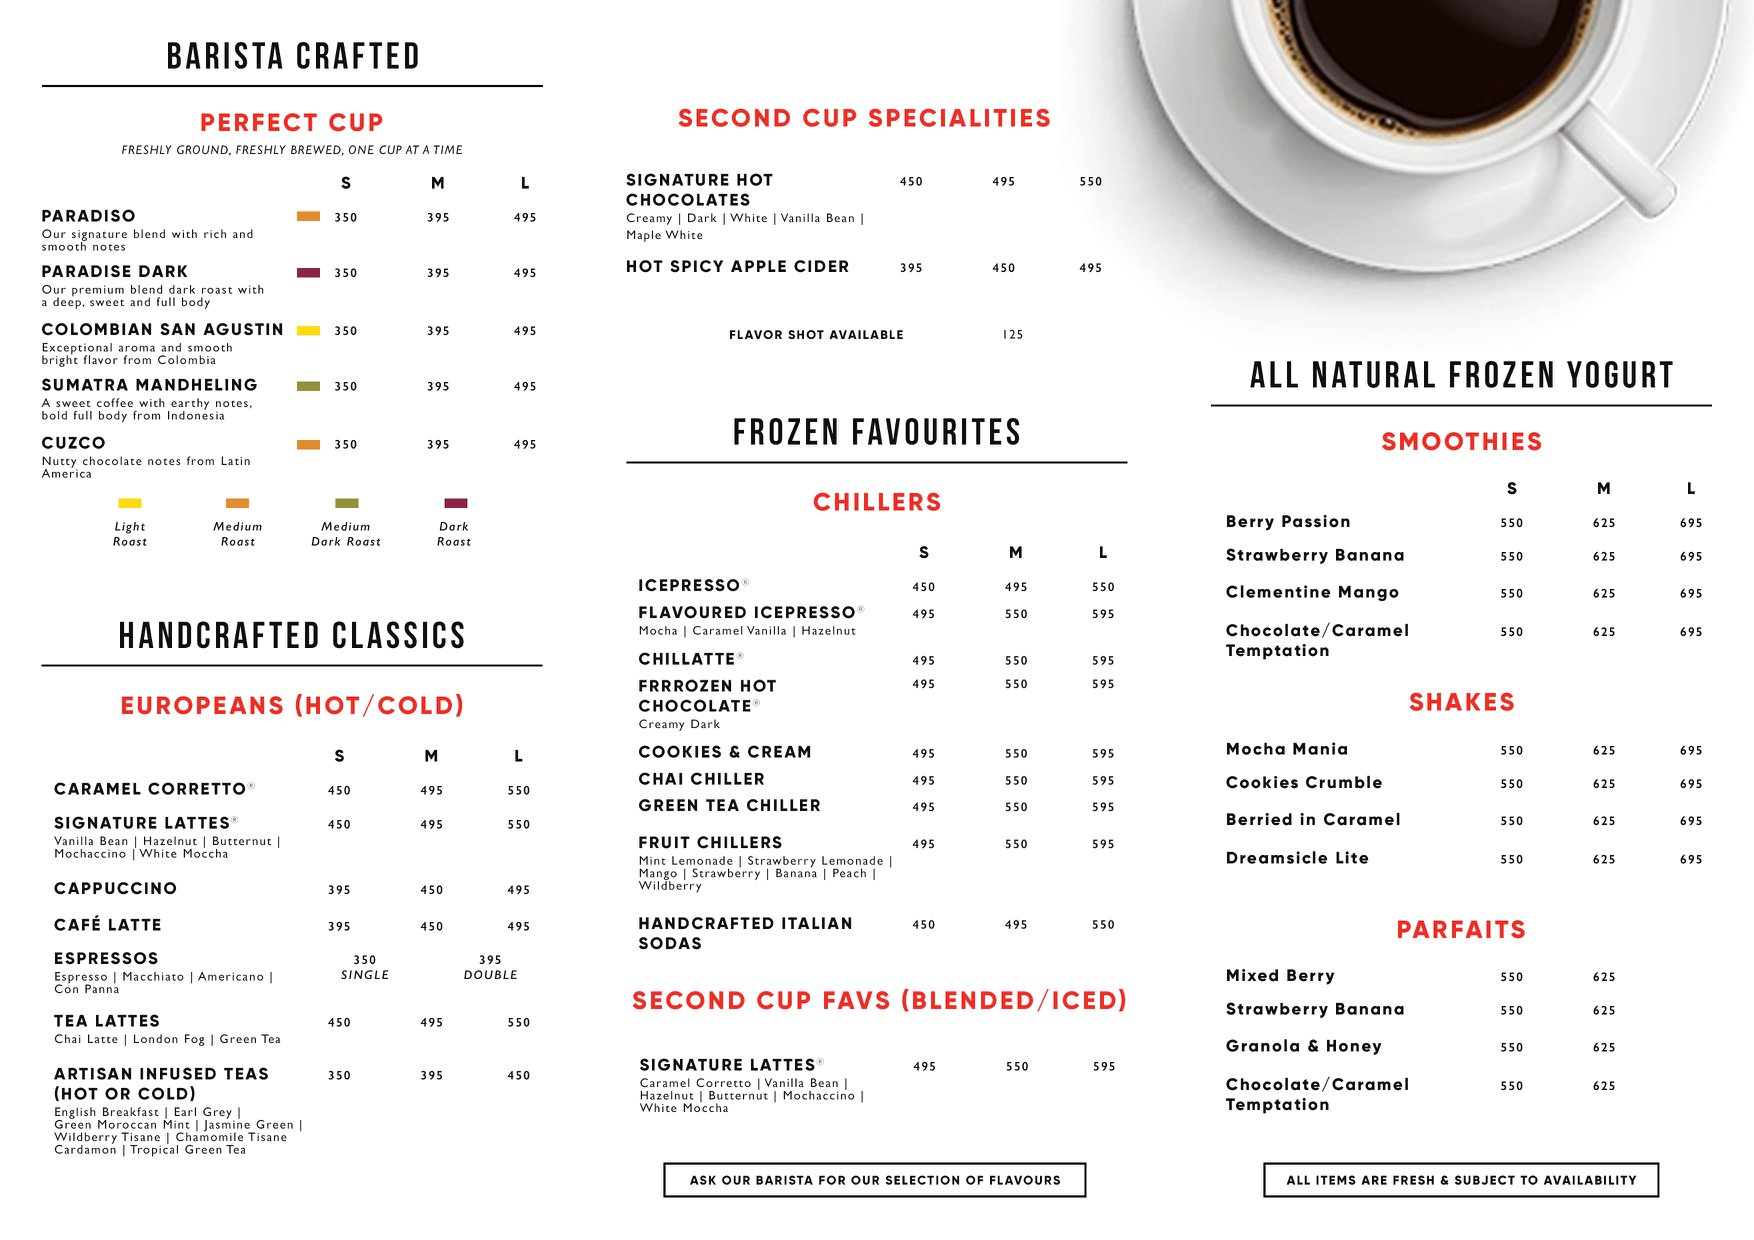 BARISTA CRAFTED
PERFECT CUP
FRESHLY GROUND, FRESHLY BREWED, ONE CUP AT A TIME
S M L
PARADISO 350 395 495
Our signature blend with rich and
smooth notes
PARADISE DARK 350 395 495
Our premium blend dark roast with
a deep, sweet and full body
COLOMBIAN SAN AGUSTIN 350 395 495
Exceptional aroma and smooth
bright flavor from Colombia
SUMATRA MANDHELING 350 395 495
A sweet coffee with earthy notes,
bold full body from Indonesia
CUZCO 350 395 495
Nutty chocolate notes from Latin
America
Light Medium Medium Dark
Roast Roast Dark Roast Roast
HANDCRAFTED CLASSICS
EUROPEANS (HOT/COLD)
S M L
CARAMEL CORRETTO® 450 495 550
SIGNATURE LATTES® 450 495 550
Vanilla Bean | Hazelnut | Butternut |
Mochaccino | White Moccha
CAPPUCCINO 395 450 495
CAFÉ LATTE 395 450 495
ESPRESSOS 350 395
Espresso | Macchiato | Americano | SINGLE DOUBLE
Con Panna
TEA LATTES 450 495 550
Chai Latte | London Fog | Green Tea
ARTISAN INFUSED TEAS 350 395 450
(HOT OR COLD)
English Breakfast | Earl Grey |
Green Moroccan Mint | Jasmine Green |
Wildberry Tisane | Chamomile Tisane
Cardamon | Tropical Green Tea
SECOND CUP SPECIALITIES
SIGNATURE HOT 450 495 550
CHOCOLATES
Creamy | Dark | White | Vanilla Bean |
Maple White
HOT SPICY APPLE CIDER 395 450 495
FLAVOR SHOT AVAILABLE 125
FROZEN FAVOURITES
CHILLERS
S M L
ICEPRESSO® 450 495 550
FLAVOURED ICEPRESSO® 495 550 595
Mocha | Caramel Vanilla | Hazelnut
CHILLATTE® 495 550 595
FRRROZEN HOT 495 550 595
CHOCOLATE®
Creamy Dark
COOKIES & CREAM 495 550 595
CHAI CHILLER 495 550 595
GREEN TEA CHILLER 495 550 595
FRUIT CHILLERS 495 550 595
Mint Lemonade | Strawberry Lemonade |
Mango | Strawberry | Banana | Peach |
Wildberry
HANDCRAFTED ITALIAN 450 495 550
SODAS
SECOND CUP FAVS (BLENDED/ICED)
SIGNATURE LATTES® 495 550 595
Caramel Corretto | Vanilla Bean |
Hazelnut | Butternut | Mochaccino |
White Moccha
ASK OUR BARISTA FOR OUR SELECTION OF FLAVOURS
ALL NATURAL FROZEN YOGURT
SMOOTHIES
S M L
Berry Passion 550 625 695
Strawberry Banana 550 625 695
Clementine Mango 550 625 695
Chocolate/Caramel 550 625 695
Temptation
SHAKES
Mocha Mania 550 625 695
Cookies Crumble 550 625 695
Berried in Caramel 550 625 695
Dreamsicle Lite 550 625 695
PARFAITS
Mixed Berry 550 625
Strawberry Banana 550 625
Granola & Honey 550 625
Chocolate/Caramel 550 625
Temptation
ALL ITEMS ARE FRESH & SUBJECT TO AVAILABILITY